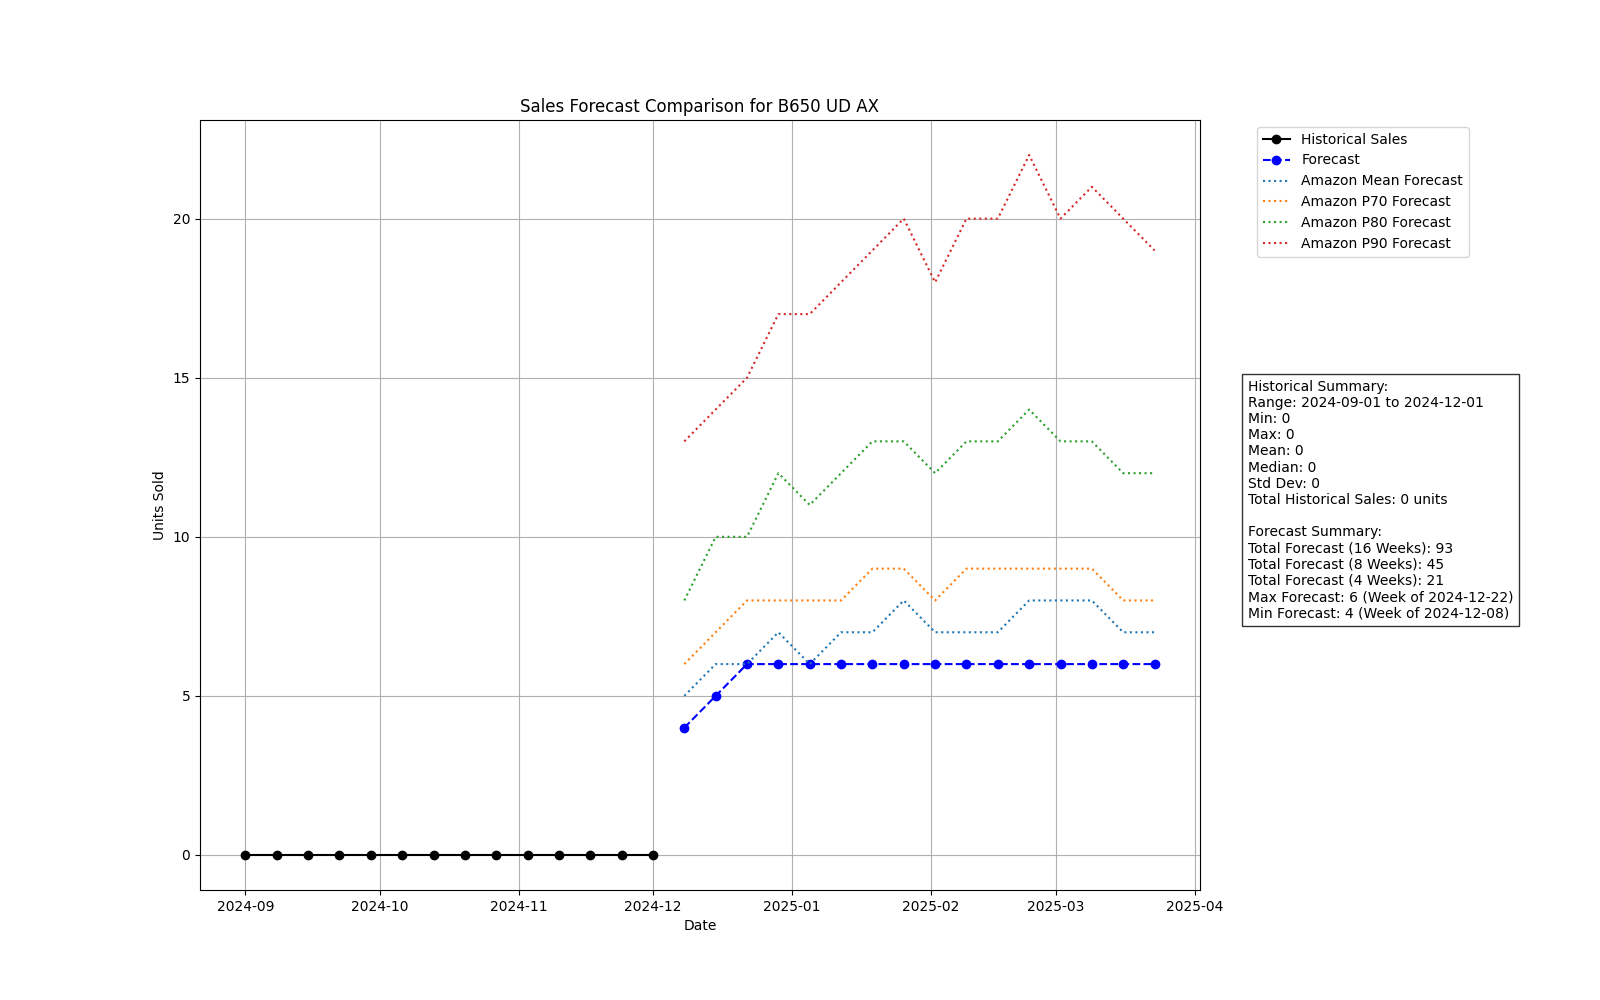 Sales Forecast Comparison for B650 UD AX
Units Sold
20
15
10
5
0
2024-09
2024-10
2024-11
2024-12
2025-01
2025-02
2025-03
2025-04
Date
Historical Sales
Forecast
Amazon Mean Forecast
Amazon P70 Forecast
Amazon P80 Forecast
Amazon P90 Forecast
Historical Summary:
Range: 2024-09-01 to 2024-12-01
Min: 0
Max: 0
Mean: 0
Median: 0
Std Dev: 0
Total Historical Sales: 0 units
Forecast Summary:
Total Forecast (16 Weeks): 93
Total Forecast (8 Weeks): 45
Total Forecast (4 Weeks): 21
Max Forecast: 6 (Week of 2024-12-22)
Min Forecast: 4 (Week of 2024-12-08)